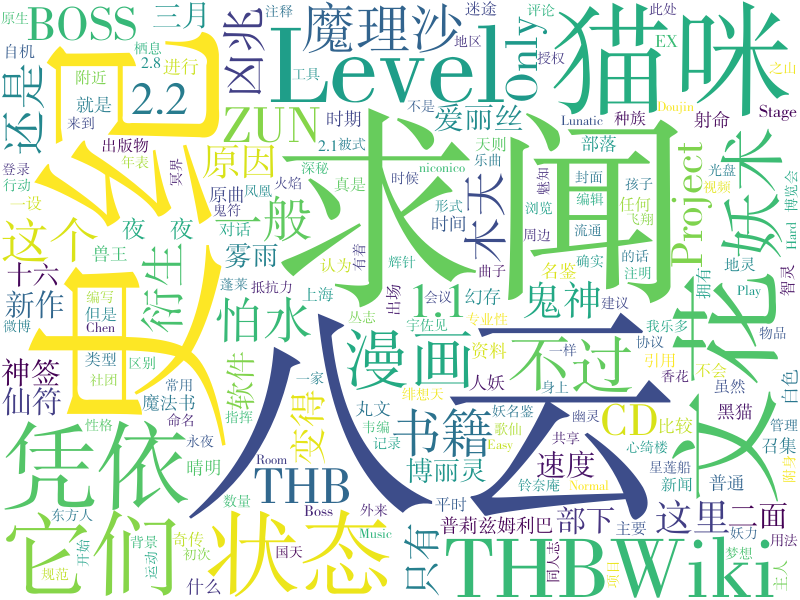 BOSS
三月
魔理沙
Level
Only
猫咪
凶兆
还是
2.2
ZUN
爱丽丝
Project
妖术
幻
求闻
史纪
八云
文花
这个
原因
一般
木天
夜 夜
雾雨
衍生
十六
新作
怕水
1.1
鬼神
幻存
漫画
不过
神签
仙符
软件
变得
书籍
CD
凭依
THB
它们
状态
THBWiki
博丽灵
速度
只有
部下
这里
二面
普莉兹姆利巴
原生
自机
栖息
2.8
附近
进行
注释
工具
就是
来到
出版物
年表
登录
行动
冥界
一设
凤凰
鬼符
火焰
深秘
2.1
被式
时期
真是
时候
niconico
乐曲
天则
形式
浏览
封面
编辑
部落
种族
射命
迷途
地区
评论
授权
不是
此处
EX
之山
Doujin
Stage
Lunatic
光盘
视频
博览会
Hard
孩子
任何
飞翔
魅知
流通
的话
注明
确实
周边
曲子
时间
名鉴
地灵
拥有
智灵
Play
原曲
对话
有着
认为
辉针
兽王
蓬莱
抵抗力
上海
出场
会议
建议
资料
专业性
宇佐见
丛志
我乐多
协议
引用
物品
香花
不会
虽然
白色
黑猫
管理
召集
普通
附身
人妖
一样
身上
绯想天
一家
丸文
韦编
记录
妖名鉴
歌仙
Easy
幽灵
共享
比较
心绮楼
星莲船
新闻
铃奈庵
Normal
微博
编写
但是
Chen
类型
区别
社团
常用
魔法书
性格
命名
指挥
永夜
晴明
Room
Boss
数量
外来
平时
东方人
开始
背景
规范
奇传
初次
运动
国天
什么
Music
主要
同人志
项目
妖力
梦想
用法
主人